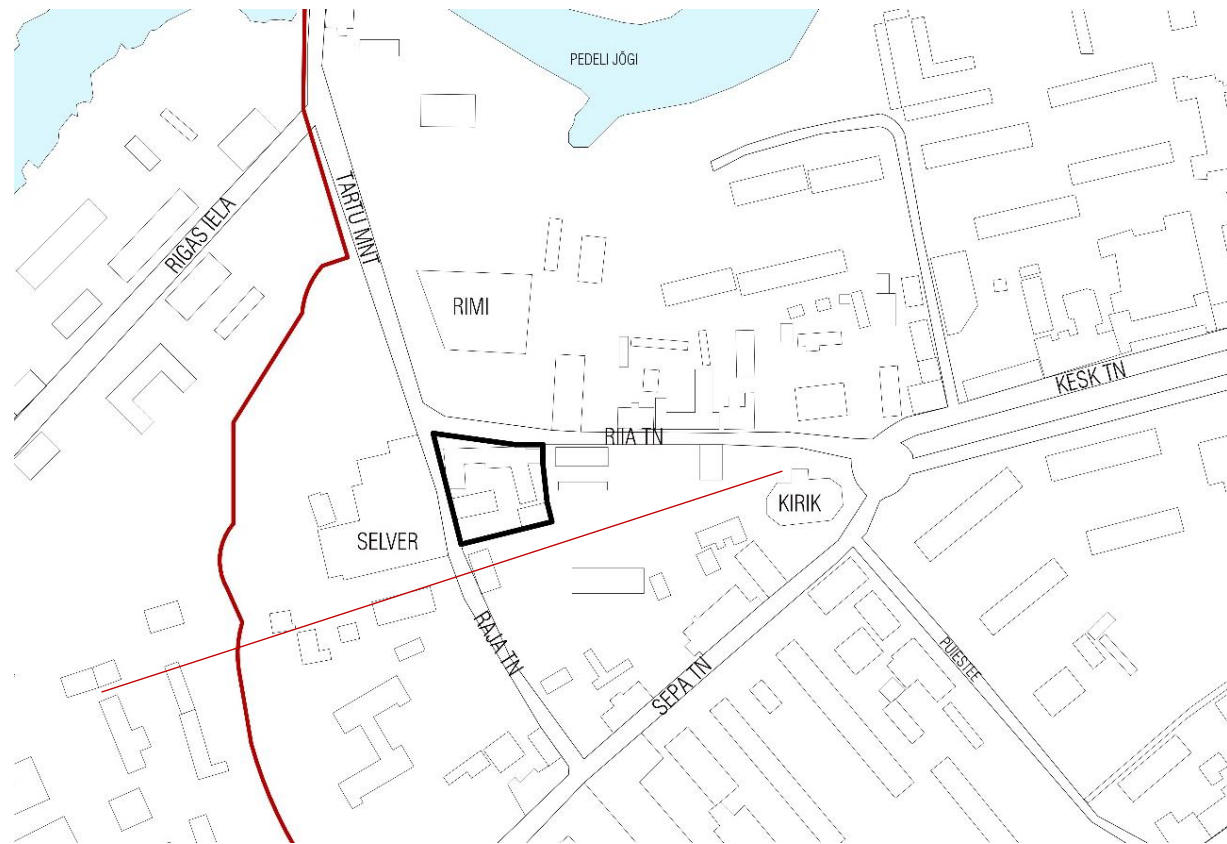 PEDELI JÕGI
TARTU MNT
RIGAS IELA
RIMI
KESK TN
RIIA TN
KIRIK
SELVER
RAJA TN
SEPA TN
PUIESTEE